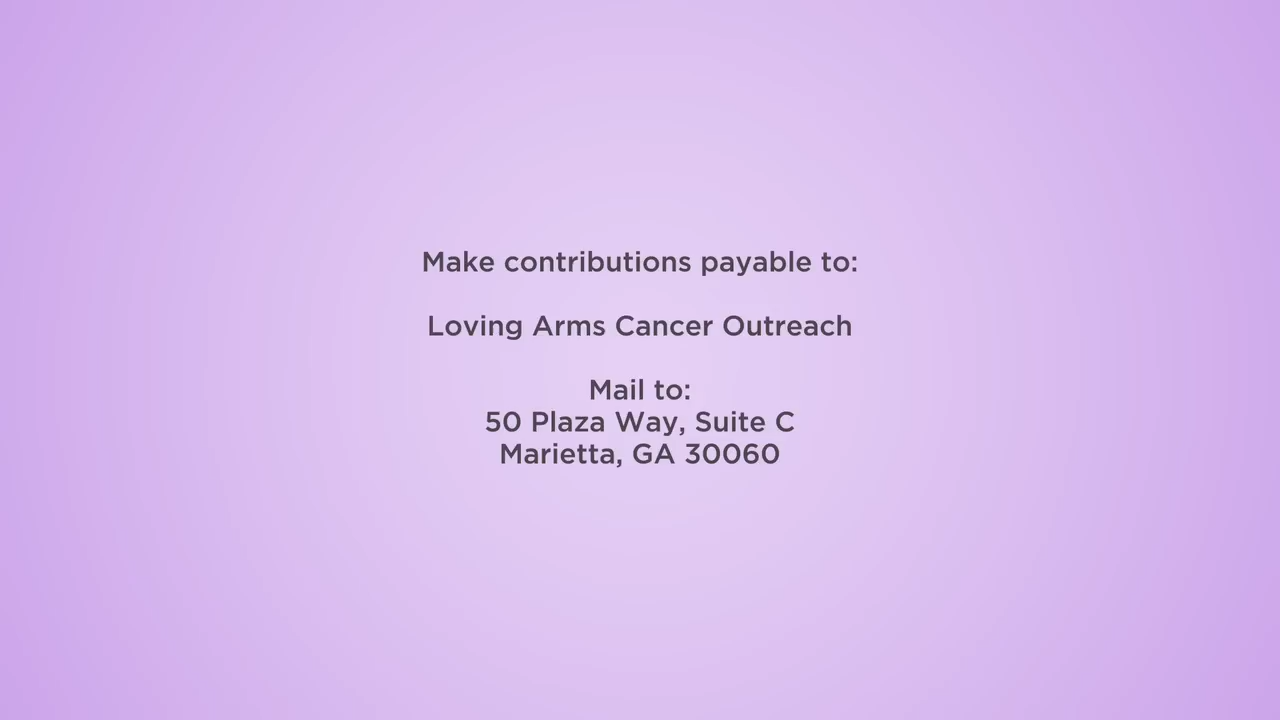 Make contributions payable to:
Loving Arms Cancer Outreach
Mail to:
50 Plaza Way, Suite C
Marietta, GA 30060